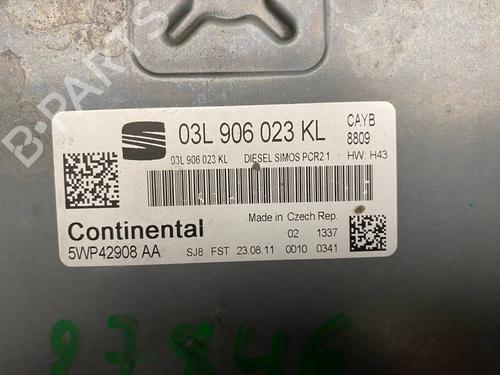 03L 906 023 KL
CAYB
8809
03L 906 023 KL DIESEL SIMOS PCR2.1 HW: H43
Continental
Made in Czech Rep.
02 1337
5WP42908 AA SJ8 FST 23.08.11 0010 0341
B-PARTS